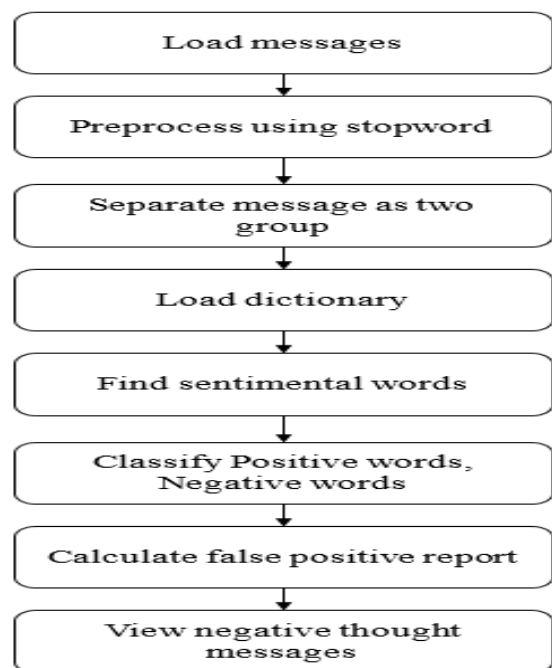 Load messages
Preprocess using stopword
Separate message as two
group
Load dictionary
Find sentimental words
Classify Positive words,
Negative words
Calculate false positive report
View negative thought
messages